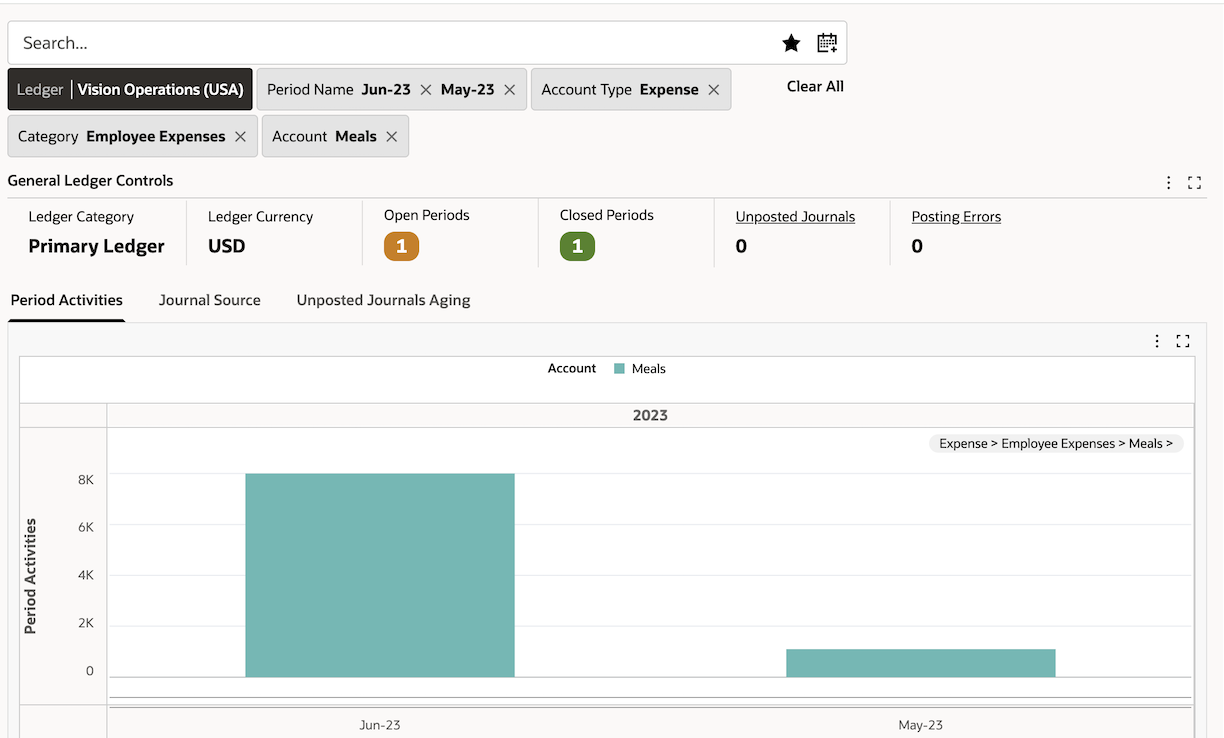 Search...
Ledger Vision Operations (USA) Period Name Jun-23 May-23 Account Type Expense Clear All
Category Employee Expenses Account Meals
General Ledger Controls
Ledger Category Ledger Currency Open Periods Closed Periods Unposted Journals Posting Errors
Primary Ledger USD 1 1 0 0
Period Activities Journal Source Unposted Journals Aging
Account Meals
2023
Expense > Employee Expenses > Meals >
Period Activities
8K
6K
4K
2K
0
Jun-23 May-23